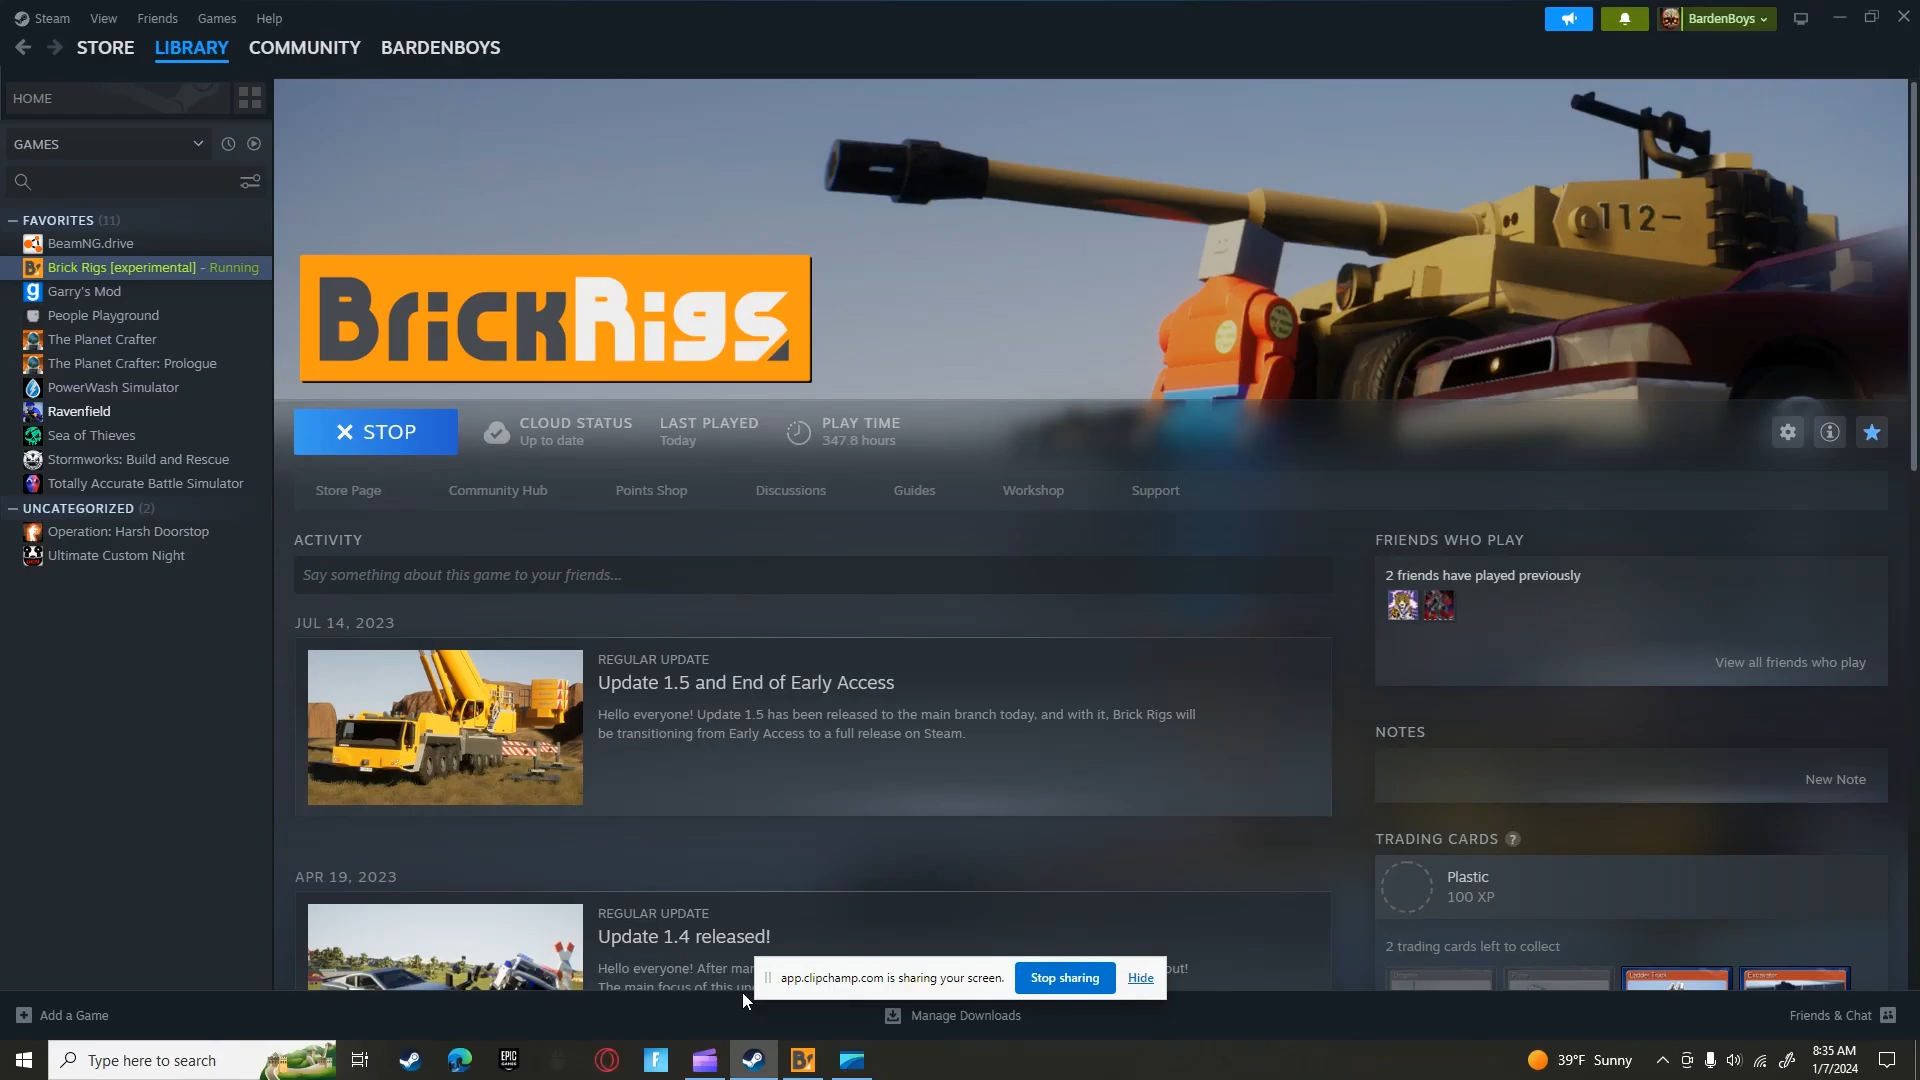 Steam View Friends Games Help
BardenBoys
STORE LIBRARY COMMUNITY BARDENBOYS
HOME
GAMES
FAVORITES (11)
BeamNG.drive
Brick Rigs [experimental] - Running
Garry's Mod
People Playground
The Planet Crafter
The Planet Crafter: Prologue
PowerWash Simulator
Ravenfield
Sea of Thieves
Stormworks: Build and Rescue
Totally Accurate Battle Simulator
UNCATEGORIZED (2)
Operation: Harsh Doorstop
Ultimate Custom Night
112-
BrickRigs
STOP
CLOUD STATUS
Up to date
LAST PLAYED
Today
PLAY TIME
347.8 hours
Store Page Community Hub Points Shop Discussions Guides Workshop Support
ACTIVITY
Say something about this game to your friends...
JUL 14, 2023
REGULAR UPDATE
Update 1.5 and End of Early Access
Hello everyone! Update 1.5 has been released to the main branch today, and with it, Brick Rigs will
be transitioning from Early Access to a full release on Steam.
APR 19, 2023
REGULAR UPDATE
Update 1.4 released!
Hello everyone! After out!
The main focus of this
FRIENDS WHO PLAY
2 friends have played previously
View all friends who play
NOTES
New Note
TRADING CARDS ?
Plastic
100 XP
2 trading cards left to collect
Ladder Truck
Excavator
app.clipchamp.com is sharing your screen. Stop sharing Hide
Add a Game
Manage Downloads
Friends & Chat
Type here to search
EPIC GAMES
39°F Sunny
8:35 AM
1/7/2024